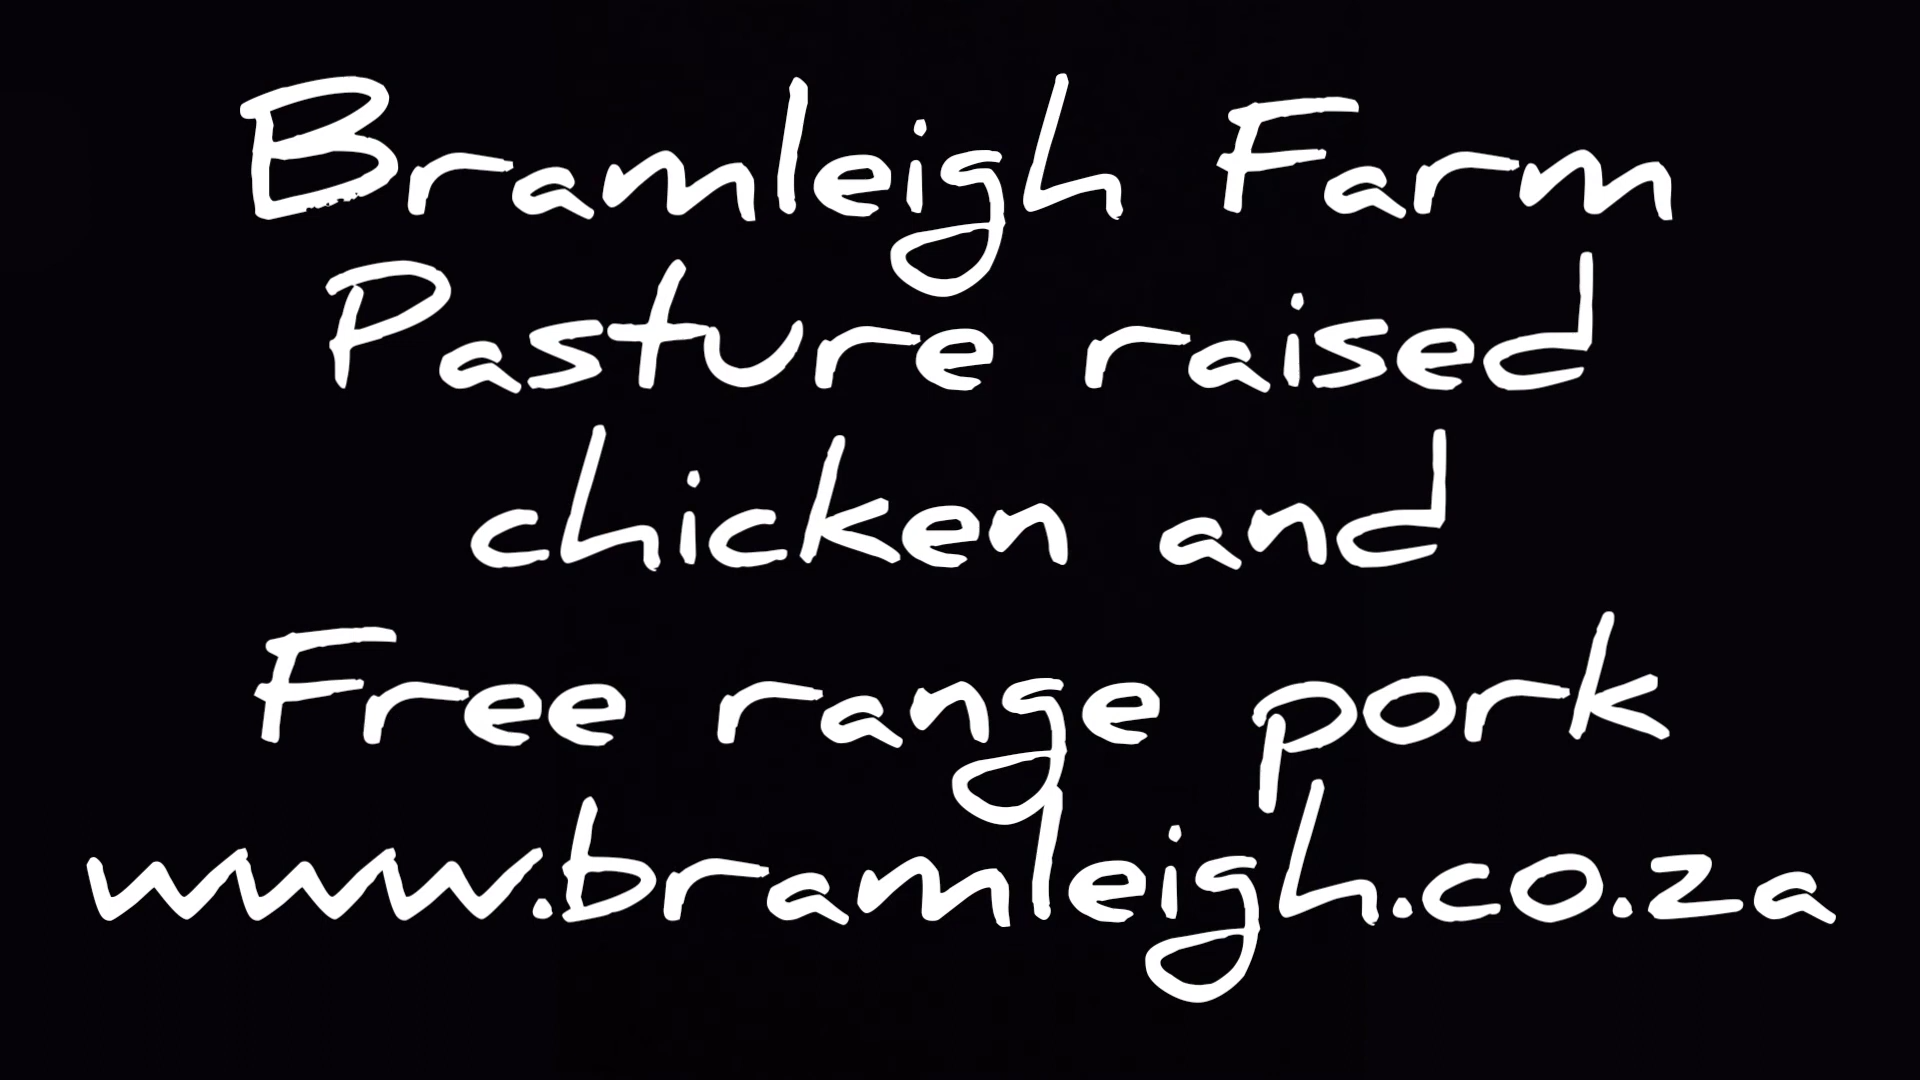 Bramleigh Farm
Pasture raised
chicken and
Free range pork
www.bramleigh.co.za